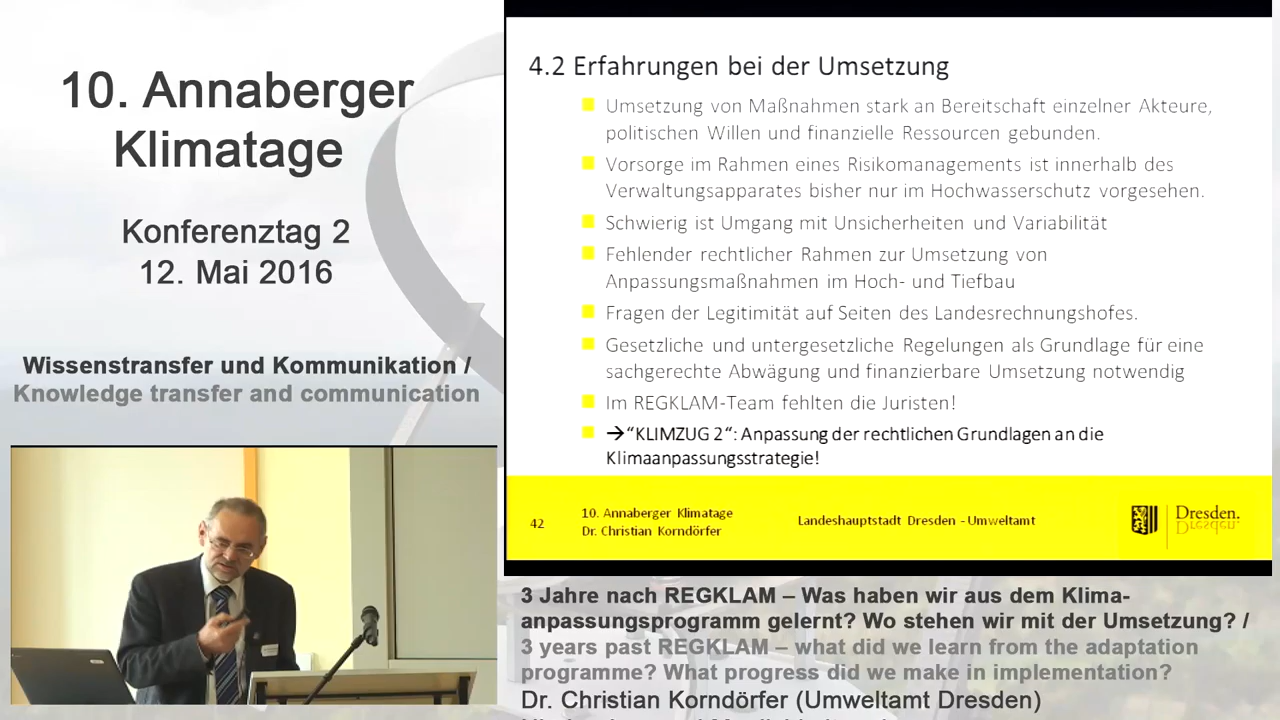 10. Annaberger
Klimatage
Konferenztag 2
12. Mai 2016
Wissenstransfer und Kommunikation /
Knowledge transfer and communication
4.2 Erfahrungen bei der Umsetzung
Umsetzung von Maßnahmen stark an Bereitschaft einzelner Akteure,
politischen Willen und finanzielle Ressourcen gebunden.
Vorsorge im Rahmen eines Risikomanagements ist innerhalb des
Verwaltungsapparates bisher nur im Hochwasserschutz vorgesehen.
Schwierig ist Umgang mit Unsicherheiten und Variabilität
Fehlender rechtlicher Rahmen zur Umsetzung von
Anpassungsmaßnahmen im Hoch- und Tiefbau
Fragen der Legitimität auf Seiten des Landesrechnungshofes.
Gesetzliche und untergesetzliche Regelungen als Grundlage für eine
sachgerechte Abwägung und finanzierbare Umsetzung notwendig
Im REGKLAM-Team fehlten die Juristen!
→“KLIMZUG 2“: Anpassung der rechtlichen Grundlagen an die
Klimaanpassungsstrategie!
42
10. Annaberger Klimatage
Dr. Christian Korndörfer
Landeshauptstadt Dresden - Umweltamt
Dresden.
Dresden.
3 Jahre nach REGKLAM – Was haben wir aus dem Klima-
anpassungsprogramm gelernt? Wo stehen wir mit der Umsetzung? /
3 years past REGKLAM – what did we learn from the adaptation
programme? What progress did we make in implementation?
Dr. Christian Korndörfer (Umweltamt Dresden)